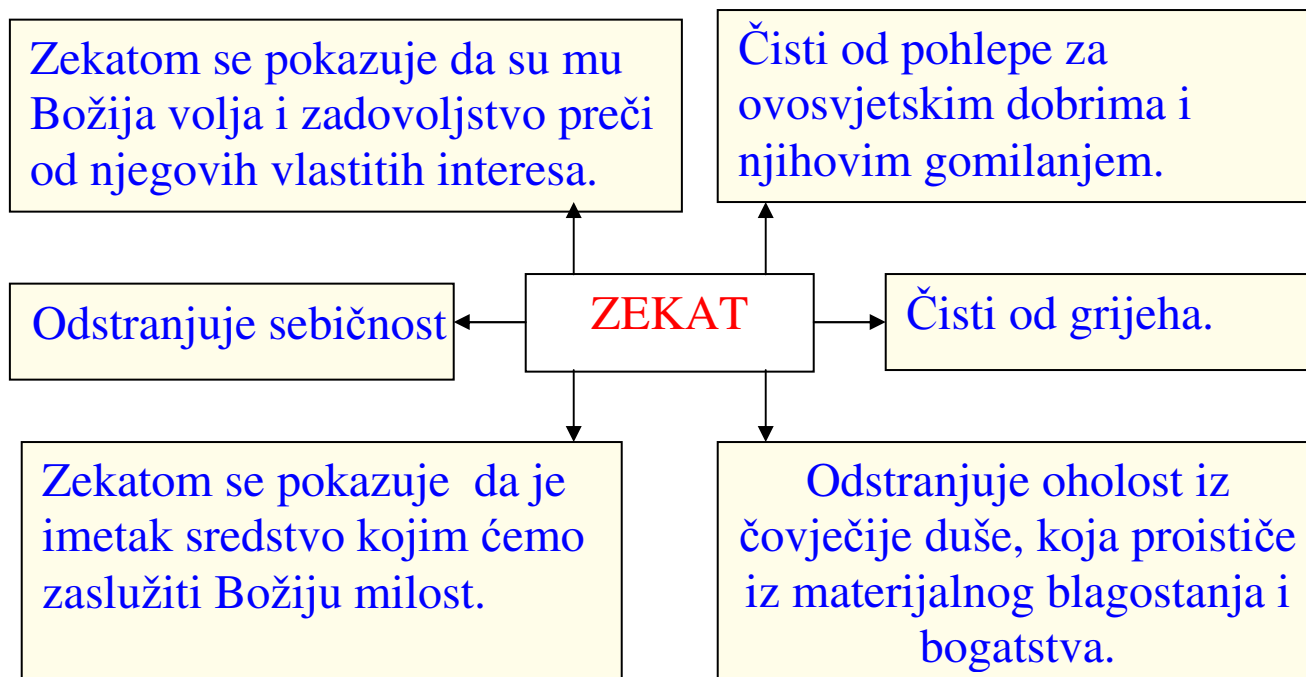 Zekatom se pokazuje da su mu
Božija volja i zadovoljstvo preči
od njegovih vlastitih interesa.
Čisti od pohlepe za
ovosvjetskim dobrima i
njihovim gomilanjem.
Odstranjuje sebičnost
ZEKAT
Čisti od grijeha.
Zekatom se pokazuje da je
imetak sredstvo kojim ćemo
zaslužiti Božiju milost.
Odstranjuje oholost iz
čovječije duše, koja proističe
iz materijalnog blagostanja i
bogatstva.